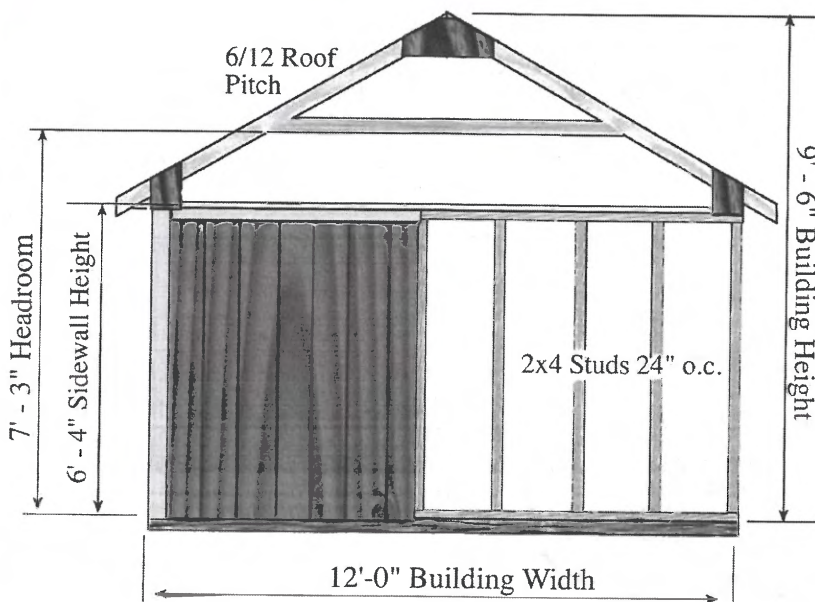 6/12 Roof
Pitch
7' - 3" Headroom
6' - 4" Sidewall Height
2x4 Studs 24" o.c.
9' - 6" Building Height
12'-0" Building Width